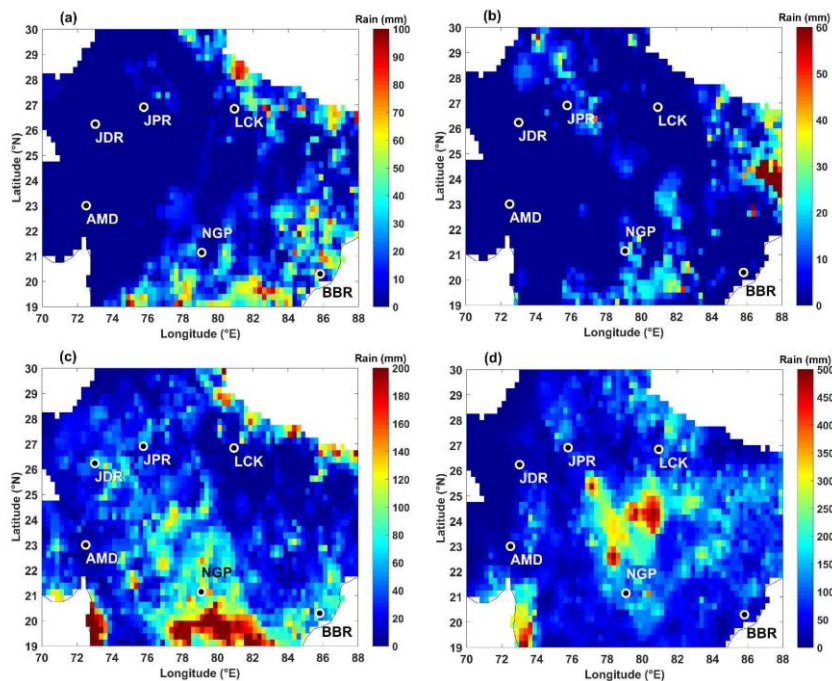 (a) Rain (mm)
30
29
28
27
26
25
24
23
22
21
20
19
Latitude (°N)
JDR
JPR
LCK
AMD
NGP
BBR
70 72 74 76 78 80 82 84 86 88
Longitude (°E)
100
90
80
70
60
50
40
30
20
10
0
(b) Rain (mm)
30
29
28
27
26
25
24
23
22
21
20
19
Latitude (°N)
JDR
JPR
LCK
AMD
NGP
BBR
70 72 74 76 78 80 82 84 86 88
Longitude (°E)
60
50
40
30
20
10
0
(c) Rain (mm)
30
29
28
27
26
25
24
23
22
21
20
19
Latitude (°N)
JDR
JPR
LCK
AMD
NGP
BBR
70 72 74 76 78 80 82 84 86 88
Longitude (°E)
200
180
160
140
120
100
80
60
40
20
0
(d) Rain (mm)
30
29
28
27
26
25
24
23
22
21
20
19
Latitude (°N)
JDR
JPR
LCK
AMD
NGP
BBR
70 72 74 76 78 80 82 84 86 88
Longitude (°E)
500
450
400
350
300
250
200
150
100
50
0